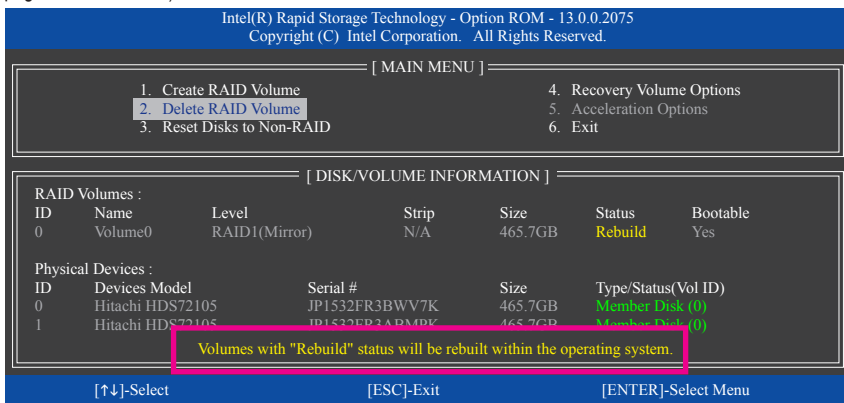 Intel(R) Rapid Storage Technology - Option ROM - 13.0.0.2075
Copyright (C) Intel Corporation. All Rights Reserved.
[ MAIN MENU ]
1. Create RAID Volume 4. Recovery Volume Options
2. Delete RAID Volume 5. Acceleration Options
3. Reset Disks to Non-RAID 6. Exit
[ DISK/VOLUME INFORMATION ]
RAID Volumes :
ID Name Level Strip Size Status Bootable
0 Volume0 RAID1(Mirror) N/A 465.7GB Rebuild Yes
Physical Devices :
ID Devices Model Serial # Size Type/Status(Vol ID)
0 Hitachi HDS72105 JP1532FR3BWV7K 465.7GB Member Disk (0)
1 Hitachi HDS72105 JP1532FR3ABMPK 465.7GB Member Disk (0)
Volumes with "Rebuild" status will be rebuilt within the operating system.
[↑↓]-Select [ESC]-Exit [ENTER]-Select Menu